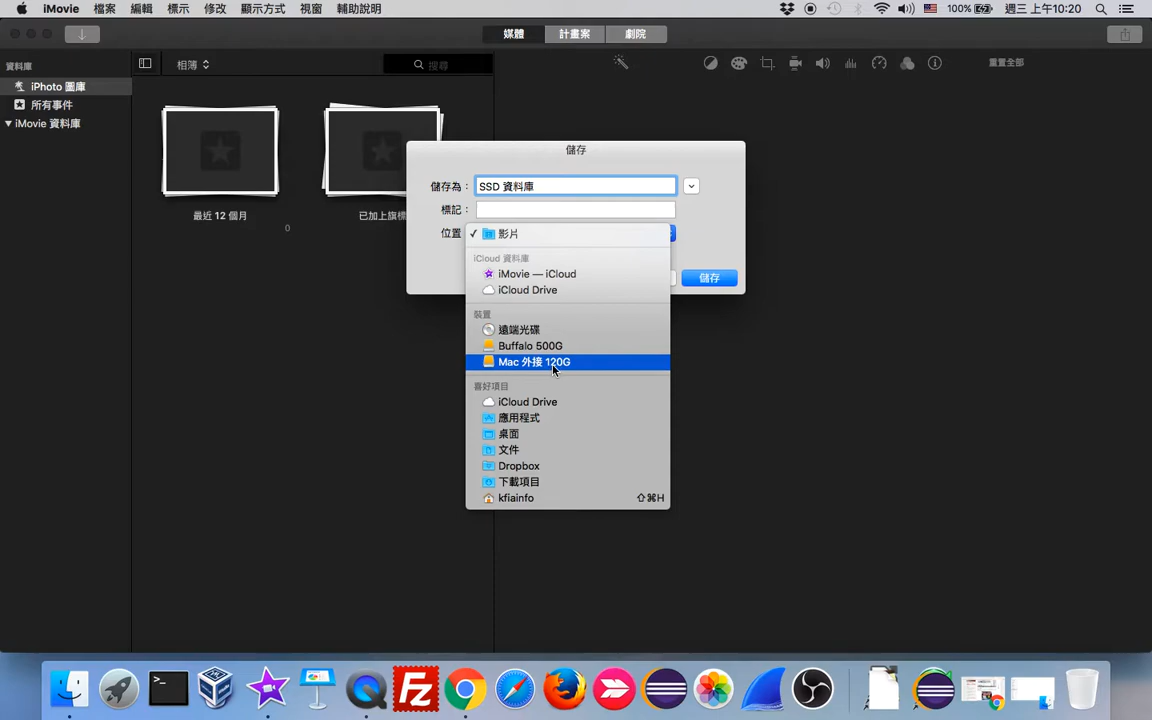 iMovie 檔案 編輯 標示 修改 顯示方式 視窗 輔助說明 100% 週三 上午10:20
媒體 計畫案 劇院
資料庫 相簿 搜尋 重置全部
iPhoto 圖庫
所有事件
iMovie 資料庫
最近 12 個月
0
已加上旗標
儲存
儲存為： SSD 資料庫
標記：
位置 影片
iCloud 資料庫
iMovie — iCloud
iCloud Drive
儲存
裝置
遠端光碟
Buffalo 500G
Mac 外接 120G
喜好項目
iCloud Drive
應用程式
桌面
文件
Dropbox
下載項目
kfiainfo ⇧⌘H